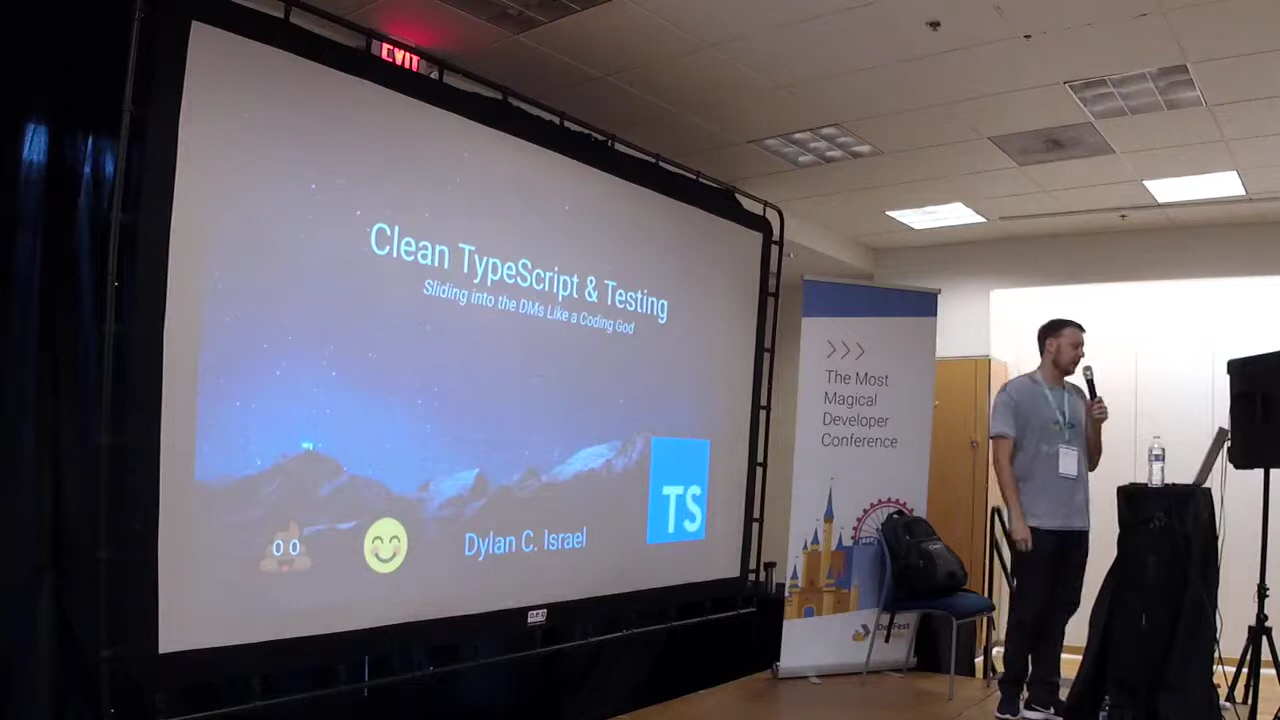 EXIT
Clean TypeScript & Testing
Sliding into the DMs Like a Coding God
TS
Dylan C. Israel
The Most
Magical
Developer
Conference
DevFest